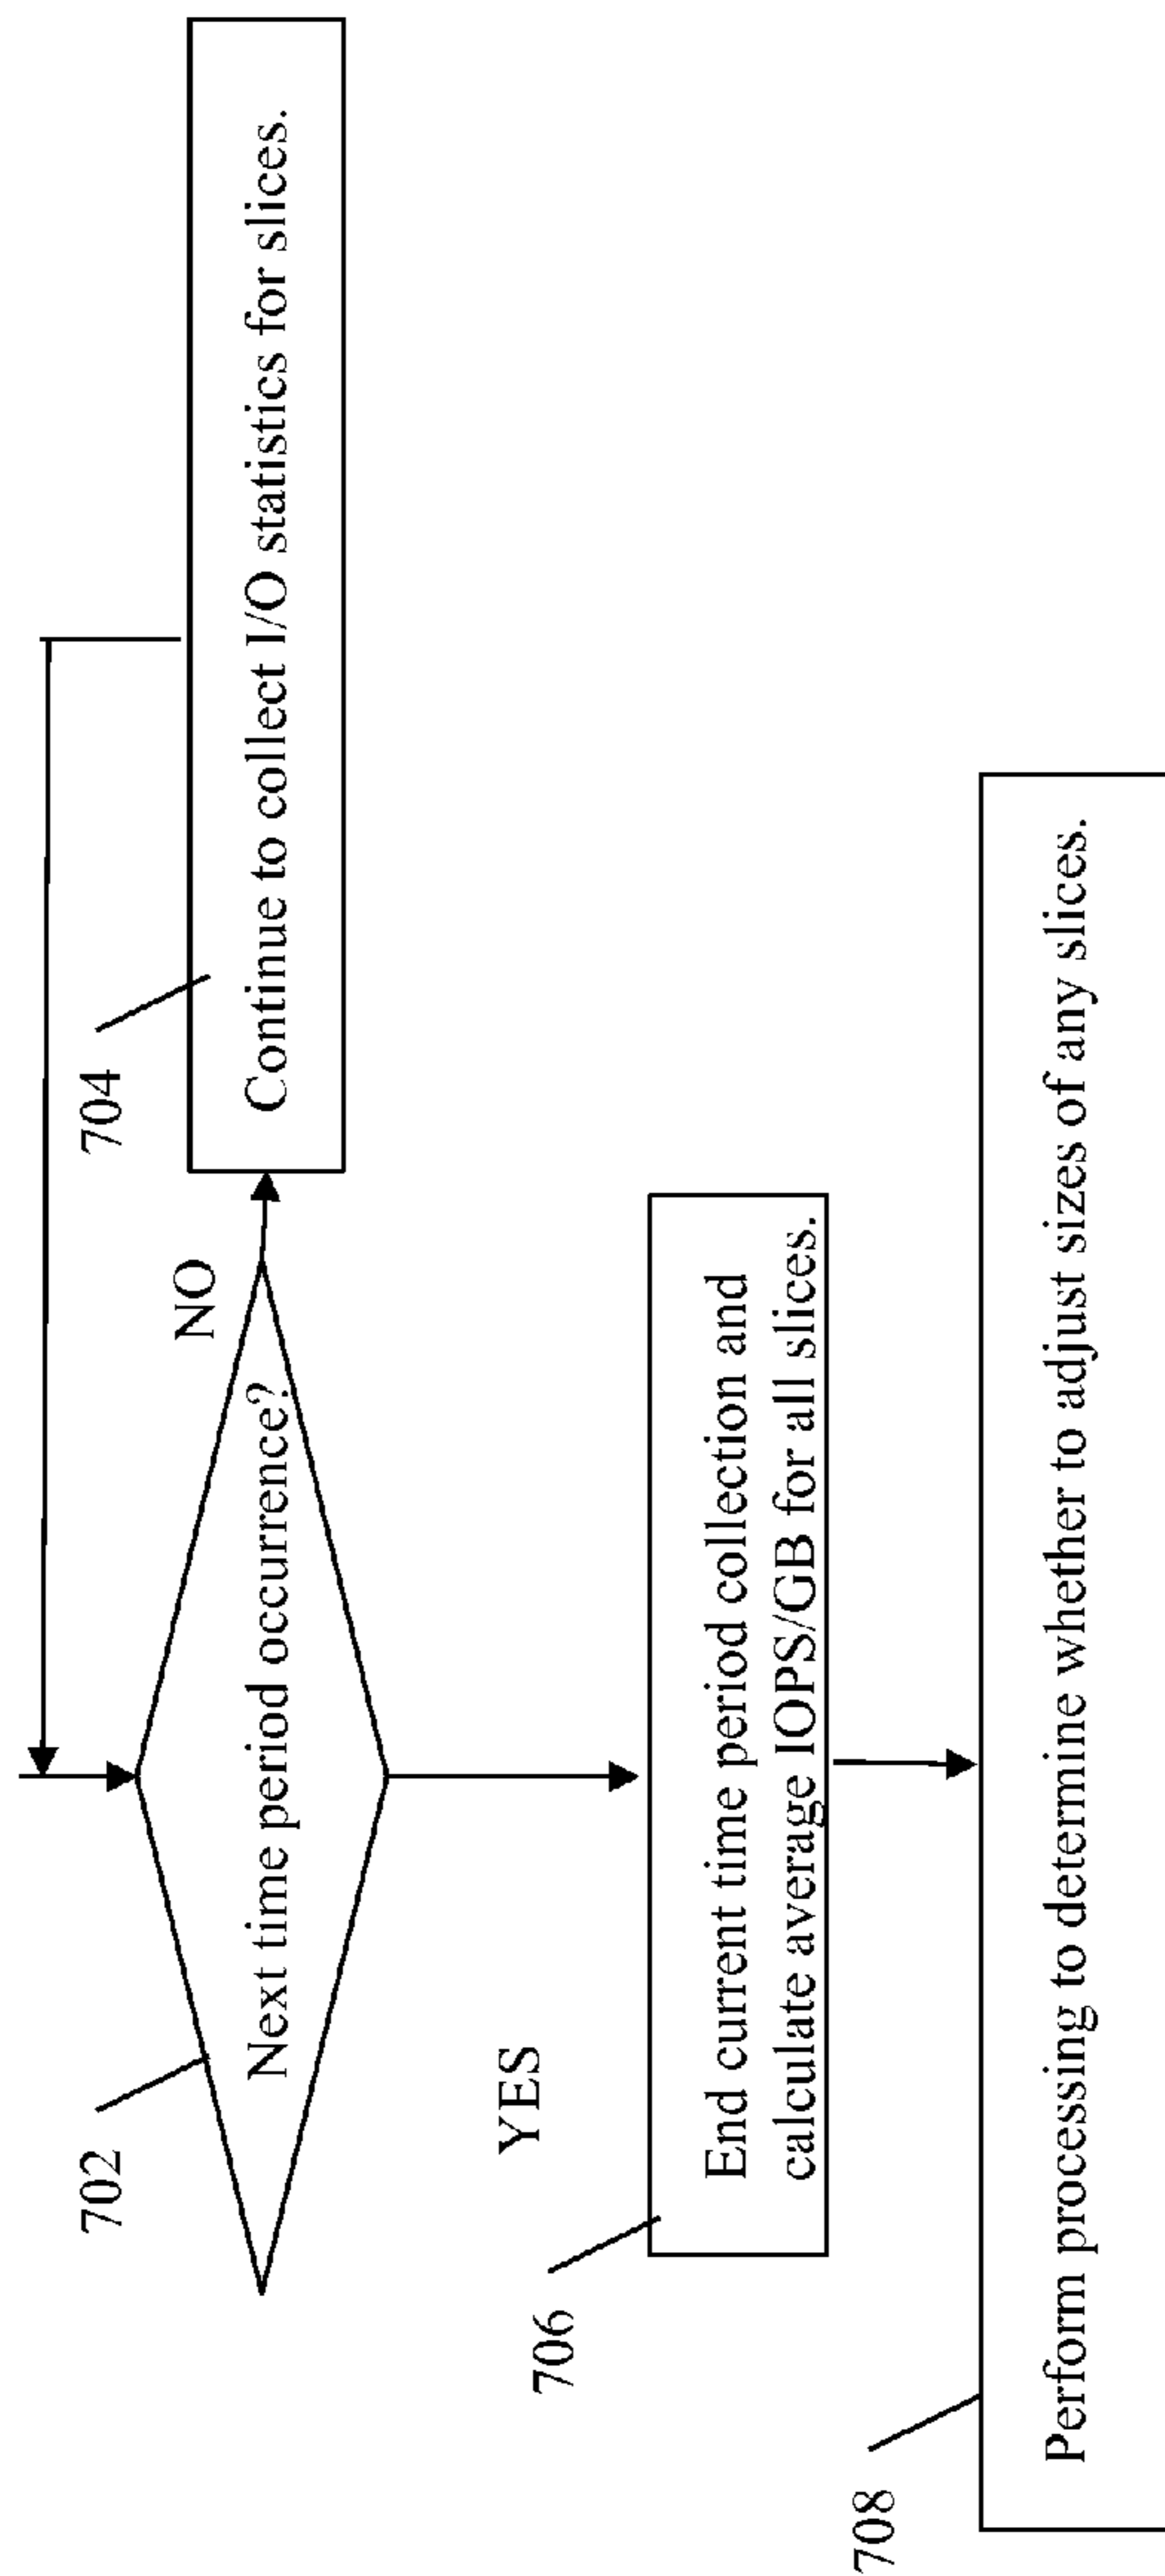 702
Next time period occurrence?
NO
704
Continue to collect I/O statistics for slices.
YES
706
End current time period collection and
calculate average IOPS/GB for all slices.
708
Perform processing to determine whether to adjust sizes of any slices.